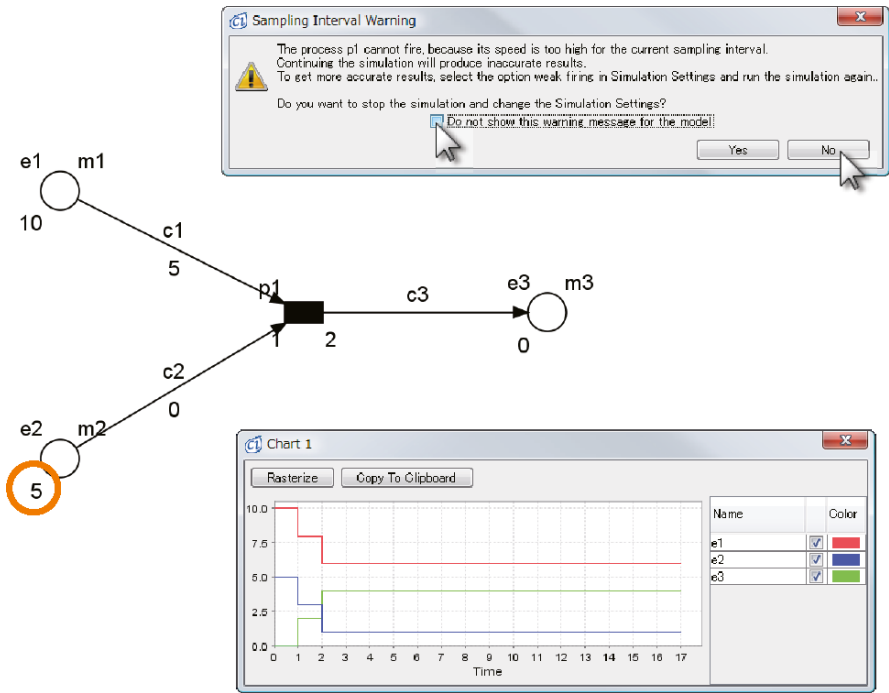 Sampling Interval Warning
The process p1 cannot fire, because its speed is too high for the current sampling interval.
Continuing the simulation will produce inaccurate results.
To get more accurate results, select the option weak firing in Simulation Settings and run the simulation again..
Do you want to stop the simulation and change the Simulation Settings?
Do not show this warning message for the model!
Yes No
e1 m1
10
c1
5
p1
1 2
c3
e3 m3
0
c2
0
e2 m2
5
Chart 1
Rasterize Copy To Clipboard
Name Color
e1
e2
e3
10.0
7.5
5.0
2.5
0.0
0 1 2 3 4 5 6 7 8 9 10 11 12 13 14 15 16 17
Time